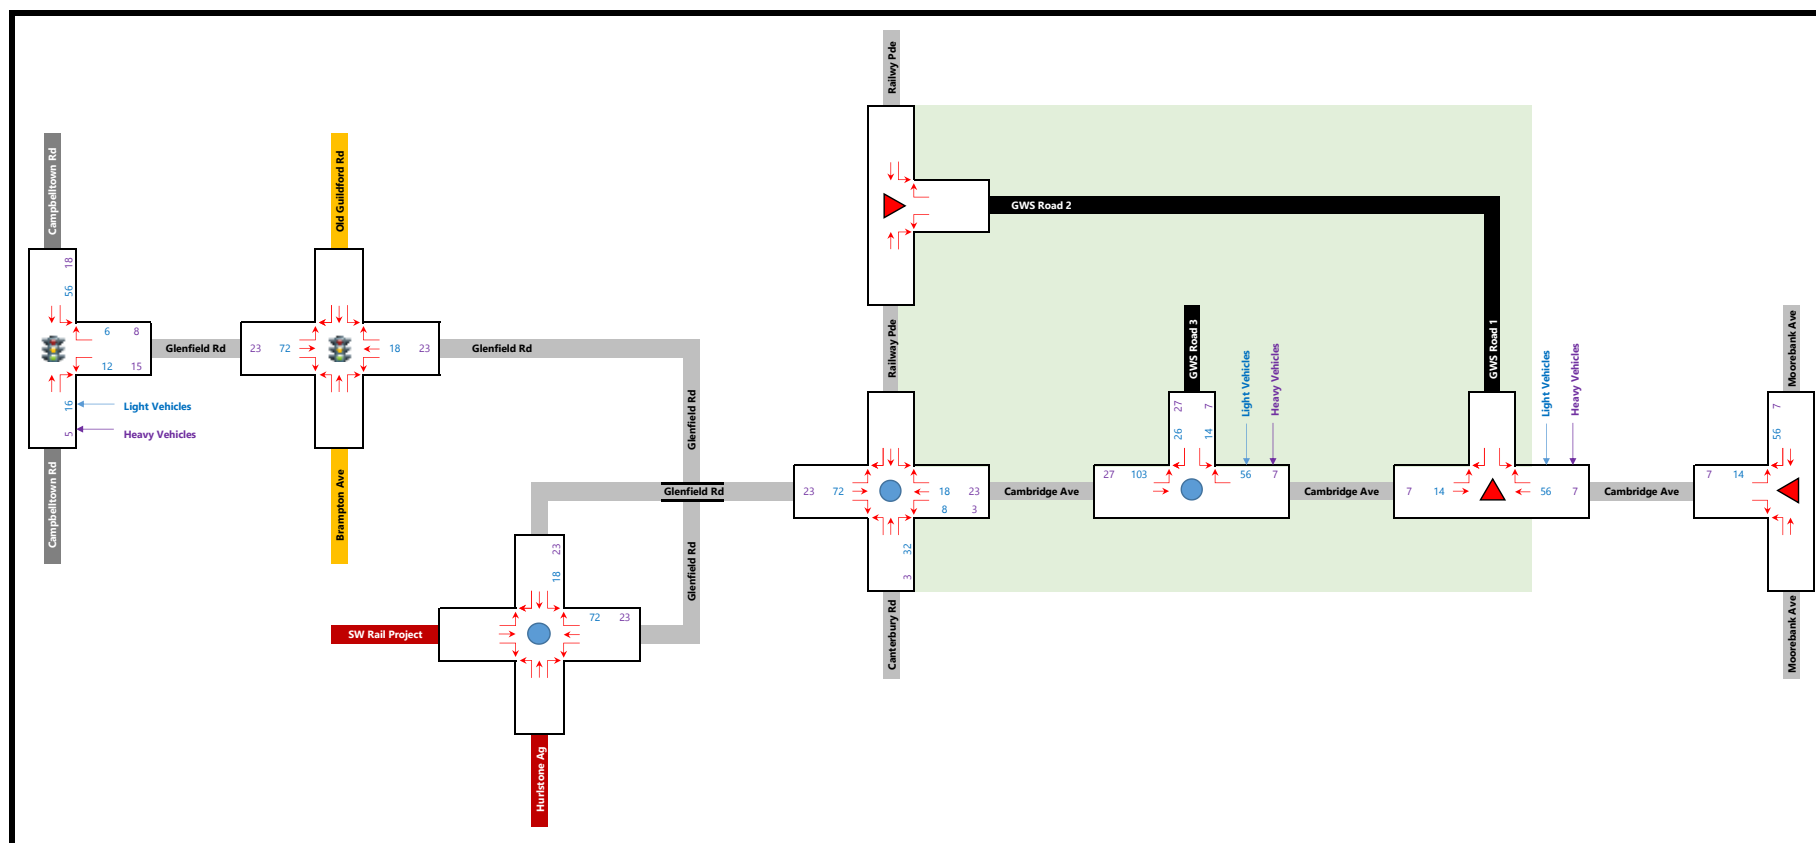 Railwy Pde
Campbelltown Rd
Old Guildford Rd
GWS Road 2
18
56
6 8
Glenfield Rd
23 72
18 23
Glenfield Rd
12 15
16
Light Vehicles
5
Heavy Vehicles
Campbelltown Rd
Brampton Ave
Glenfield Rd
Railway Pde
GWS Road 3
GWS Road 1
Moorebank Ave
Light Vehicles
Heavy Vehicles
Light Vehicles
Heavy Vehicles
27 7
26 14
7
56
Glenfield Rd
23 72
18 23
8 3
Cambridge Ave
27 103
56 7
Cambridge Ave
7 14
56 7
Cambridge Ave
7 14
32
3
Canterbury Rd
Moorebank Ave
Glenfield Rd
23
18
72 23
SW Rail Project
Hurlstone Ag